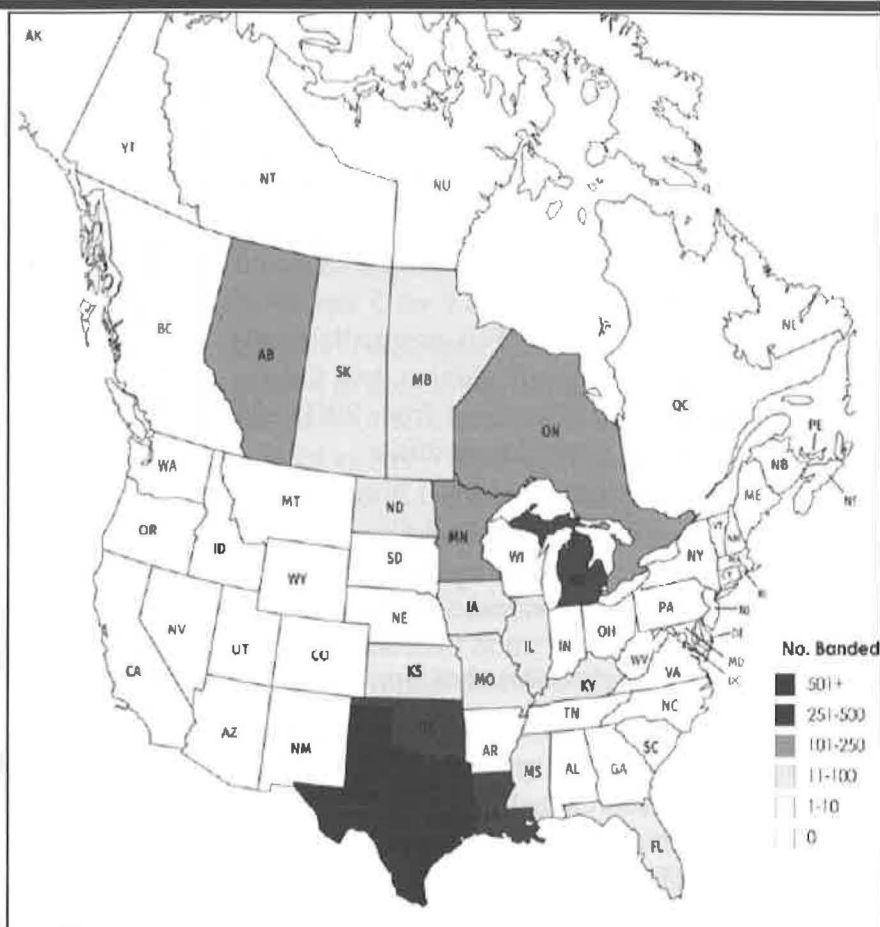 AK
YT
NT
NU
BC
AB
SK
MB
ON
QC
NL
PE
NB
NS
WA
MT
ND
MN
ME
VT
OR
ID
WY
SD
WI
NY
NE
IA
PA
NV
UT
CO
KS
MO
IL
IN
OH
WV
VA
MD
DC
DE
NJ
RI
CA
AZ
NM
OK
AR
KY
TN
NC
SC
MS
AL
GA
LA
FL
No. Banded
501+
251-500
101-250
11-100
1-10
0